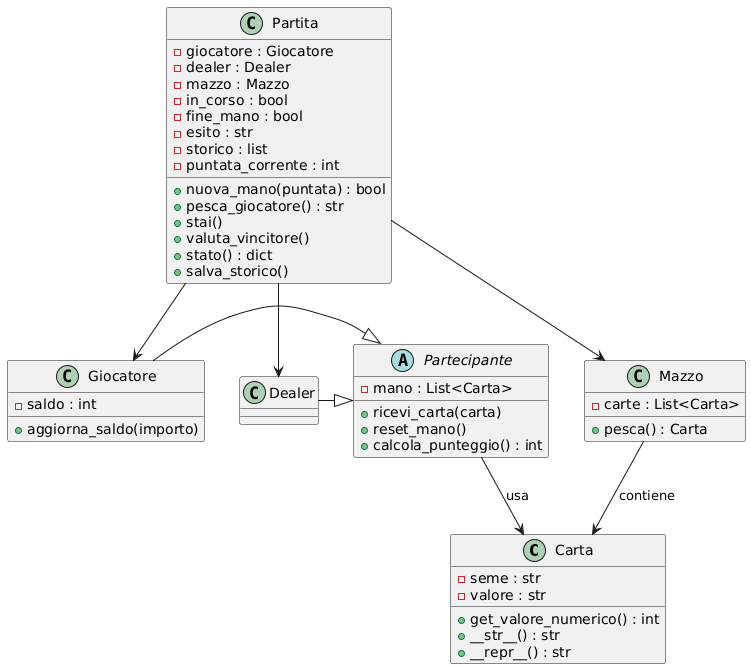 C Partita
giocatore : Giocatore
dealer : Dealer
mazzo : Mazzo
in_corso : bool
fine_mano : bool
esito : str
storico : list
puntata_corrente : int
nuova_mano(puntata) : bool
pesca_giocatore() : str
stai()
valuta_vincitore()
stato() : dict
salva_storico()
C Giocatore
saldo : int
aggiorna_saldo(importo)
C Dealer
A Partecipante
mano : List<Carta>
ricevi_carta(carta)
reset_mano()
calcola_punteggio() : int
C Mazzo
carte : List<Carta>
pesca() : Carta
usa
contiene
C Carta
seme : str
valore : str
get_valore_numerico() : int
__str__() : str
__repr__() : str